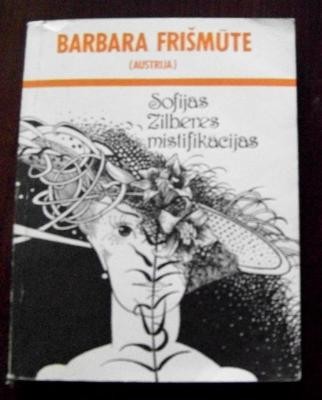 BARBARA FRIŠMŪTE
(AUSTRIJA)
Sofijas
Zilberes
mistifikācijas